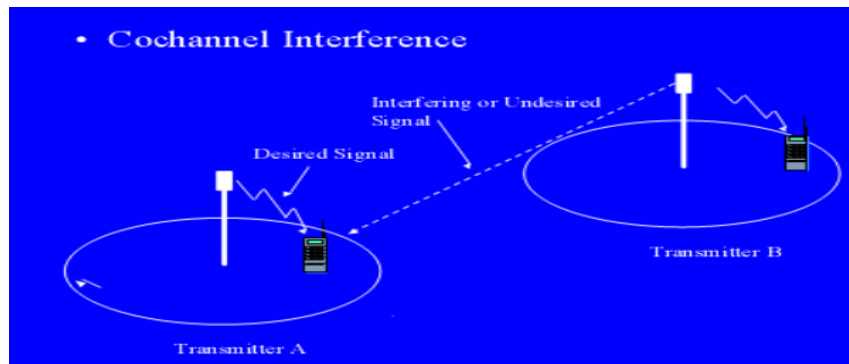 • Cochannel Interference
Interfering or Undesired
Signal
Desired Signal
Transmitter B
Transmitter A